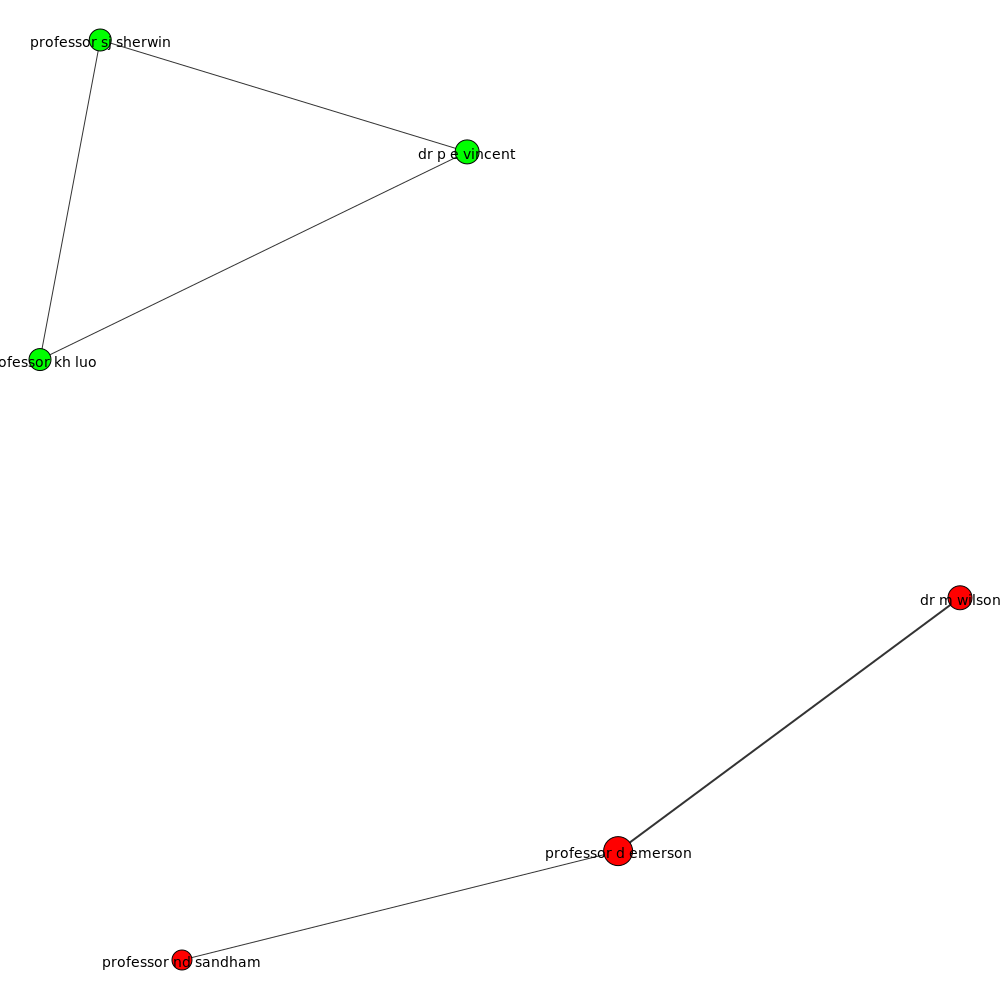 professor sj sherwin
dr p e vincent
ofessor kh luo
dr m wilson
professor d emerson
professor nd sandham